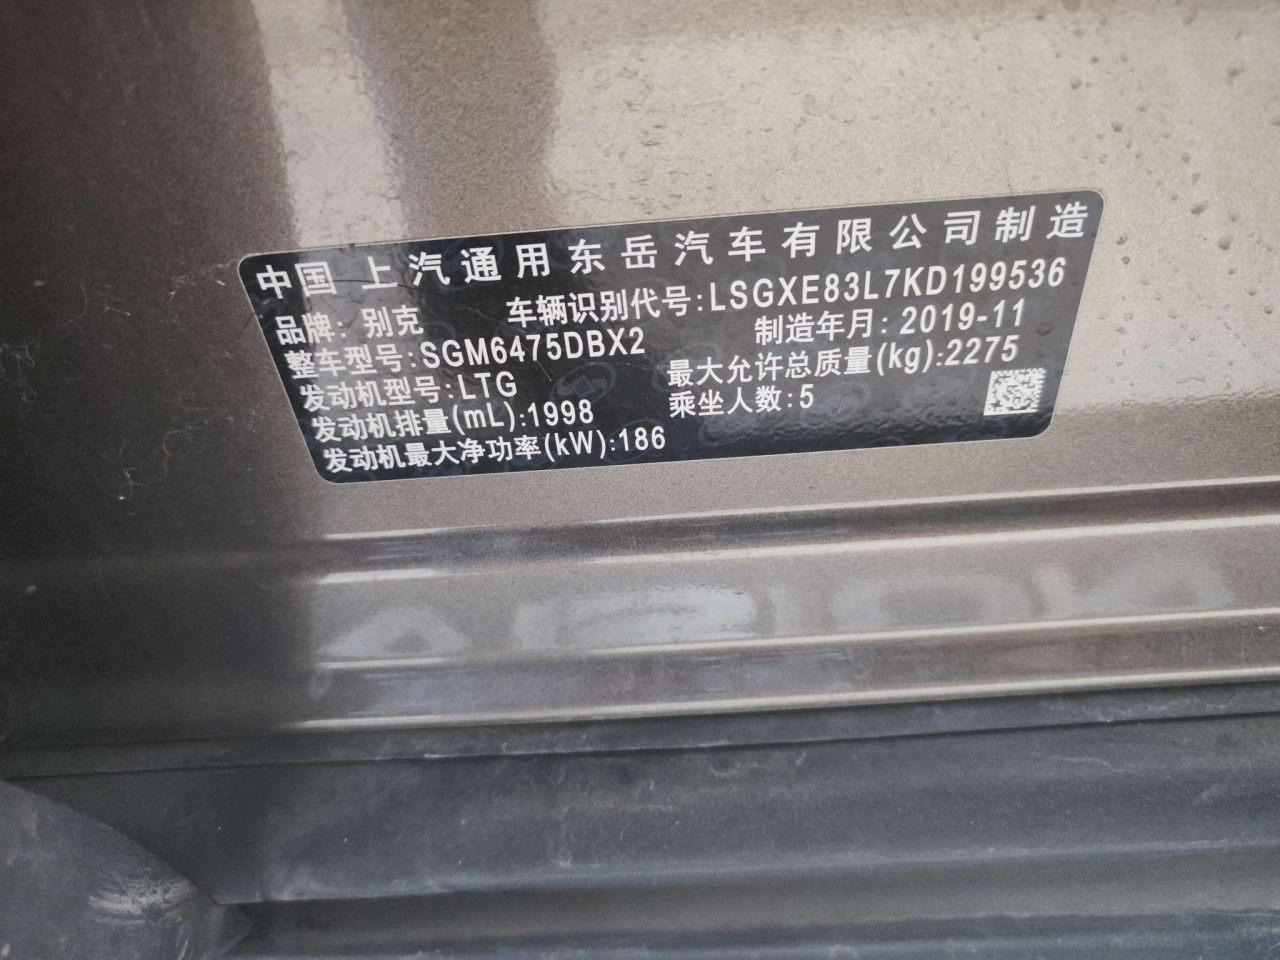 中国 上汽通用东岳汽车有限公司制造
品牌: 别克 车辆识别代号:LSGXE83L7KD199536
整车型号:SGM6475DBX2 制造年月: 2019-11
发动机型号:LTG 最大允许总质量(kg):2275
发动机排量(mL):1998 乘坐人数:5
发动机最大净功率(kW):186